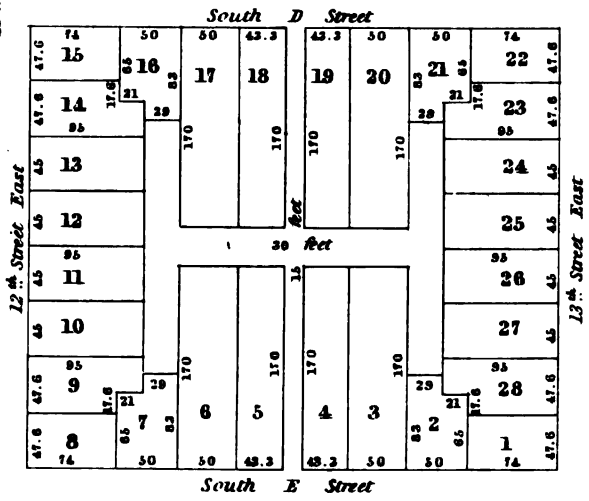 South D Street
74 50 50 43.3 43.3 50 50 74
47.6 15 65 16 83 17 18 19 20 83 21 65 22 47.6
47.6 14 17.6 21 29 29 21 17.6 23 47.6
95 95
170 170 170 170
45 13 24 45
45 12 25 45
feet
30 feet
95 95
45 11 15 26 45
45 10 27 45
95 95
47.6 9 29 170 170 170 170 29 28 47.6
17.6 21 21 17.6
47.6 8 65 7 83 6 5 4 3 83 2 65 1 47.6
74 50 50 43.3 43.3 50 50 74
South E Street
12th Street East
13th Street East